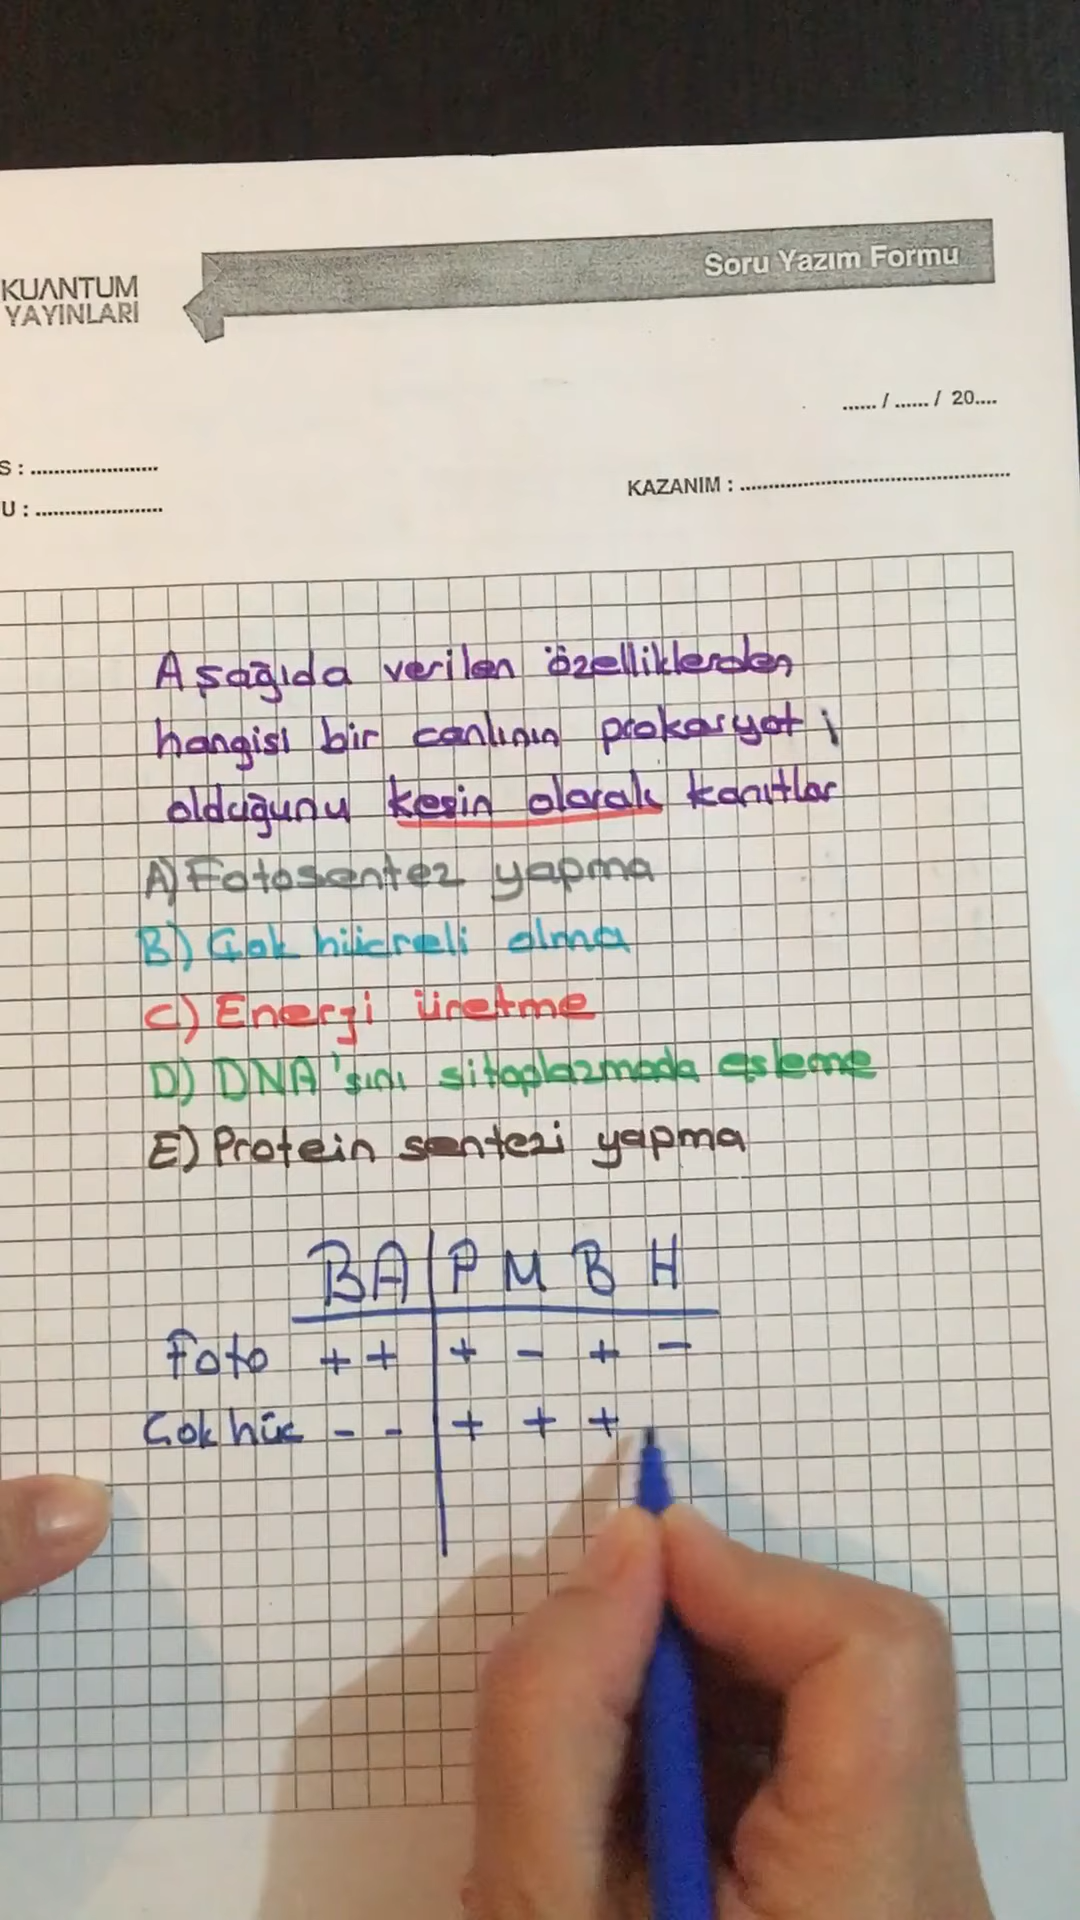 KUANTUM
YAYINLARI
Soru Yazım Formu
...... / ...... / 20....
S : ......................
U : ......................
KAZANIM : ..............................................
Aşağıda verilen özelliklerden
hangisi bir canlının prokaryot
olduğunu kesin olarak kanıtlar
A) Fotosentez yapma
B) Çok hücreli olma
C) Enerji üretme
D) DNA'sını sitoplazmada eşleme
E) Protein sentezi yapma
B A P M B H
Foto + + + - + -
Çok hüc - - + + +